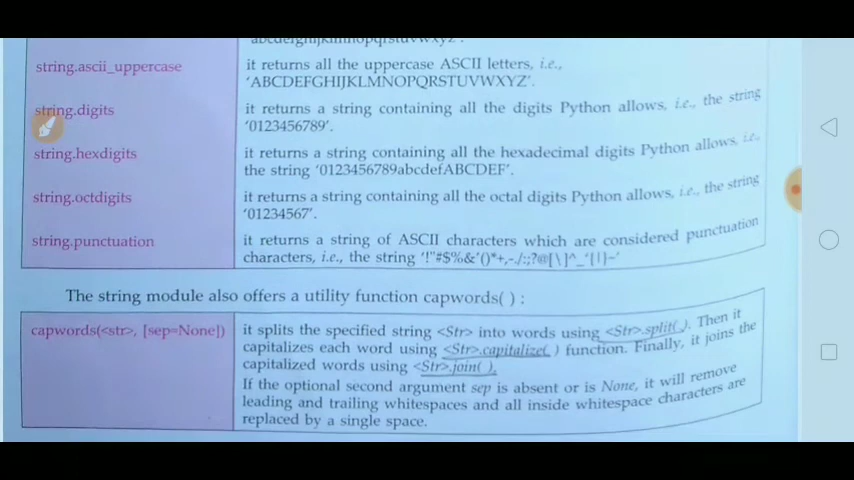 abcdefghijklmnopqrstuvwxyz'.
string.ascii_uppercase
it returns all the uppercase ASCII letters, i.e.,
'ABCDEFGHIJKLMNOPQRSTUVWXYZ'.
string.digits
it returns a string containing all the digits Python allows, i.e., the string
'0123456789'.
string.hexdigits
it returns a string containing all the hexadecimal digits Python allows, i.e.,
the string '0123456789abcdefABCDEF'.
string.octdigits
it returns a string containing all the octal digits Python allows, i.e., the string
'01234567'.
string.punctuation
it returns a string of ASCII characters which are considered punctuation
characters, i.e., the string '!"#$%&'()*+,-./:;?@[\]^_'{|}~'
The string module also offers a utility function capwords( ) :
capwords(<str>, [sep=None])
it splits the specified string <Str> into words using <Str>.split( ). Then it
capitalizes each word using <Str>.capitalize( ) function. Finally, it joins the
capitalized words using <Str>.join( ).
If the optional second argument sep is absent or is None, it will remove
leading and trailing whitespaces and all inside whitespace characters are
replaced by a single space.